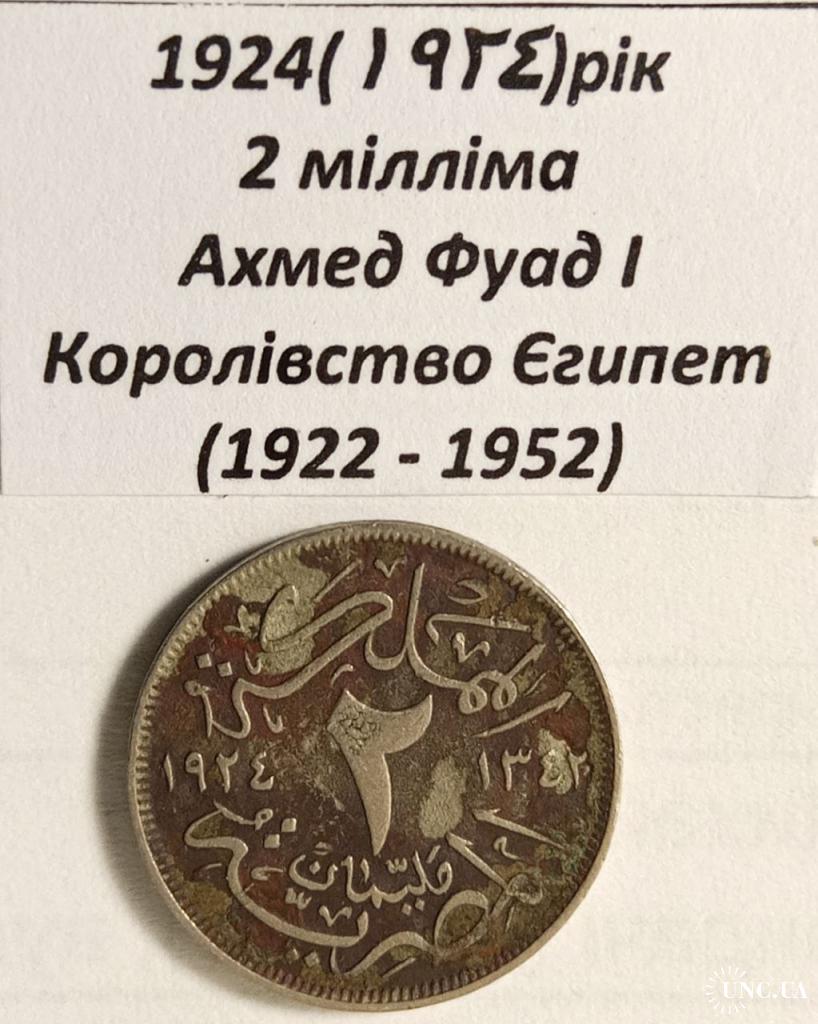 1924(١٩٢٤)рік
2 мілліма
Ахмед Фуад І
Королівство Єгипет
(1922 - 1952)
المملكة
٢
١٩٢٤ ١٣٤٢
مليمان
المصرية
UNC.UA